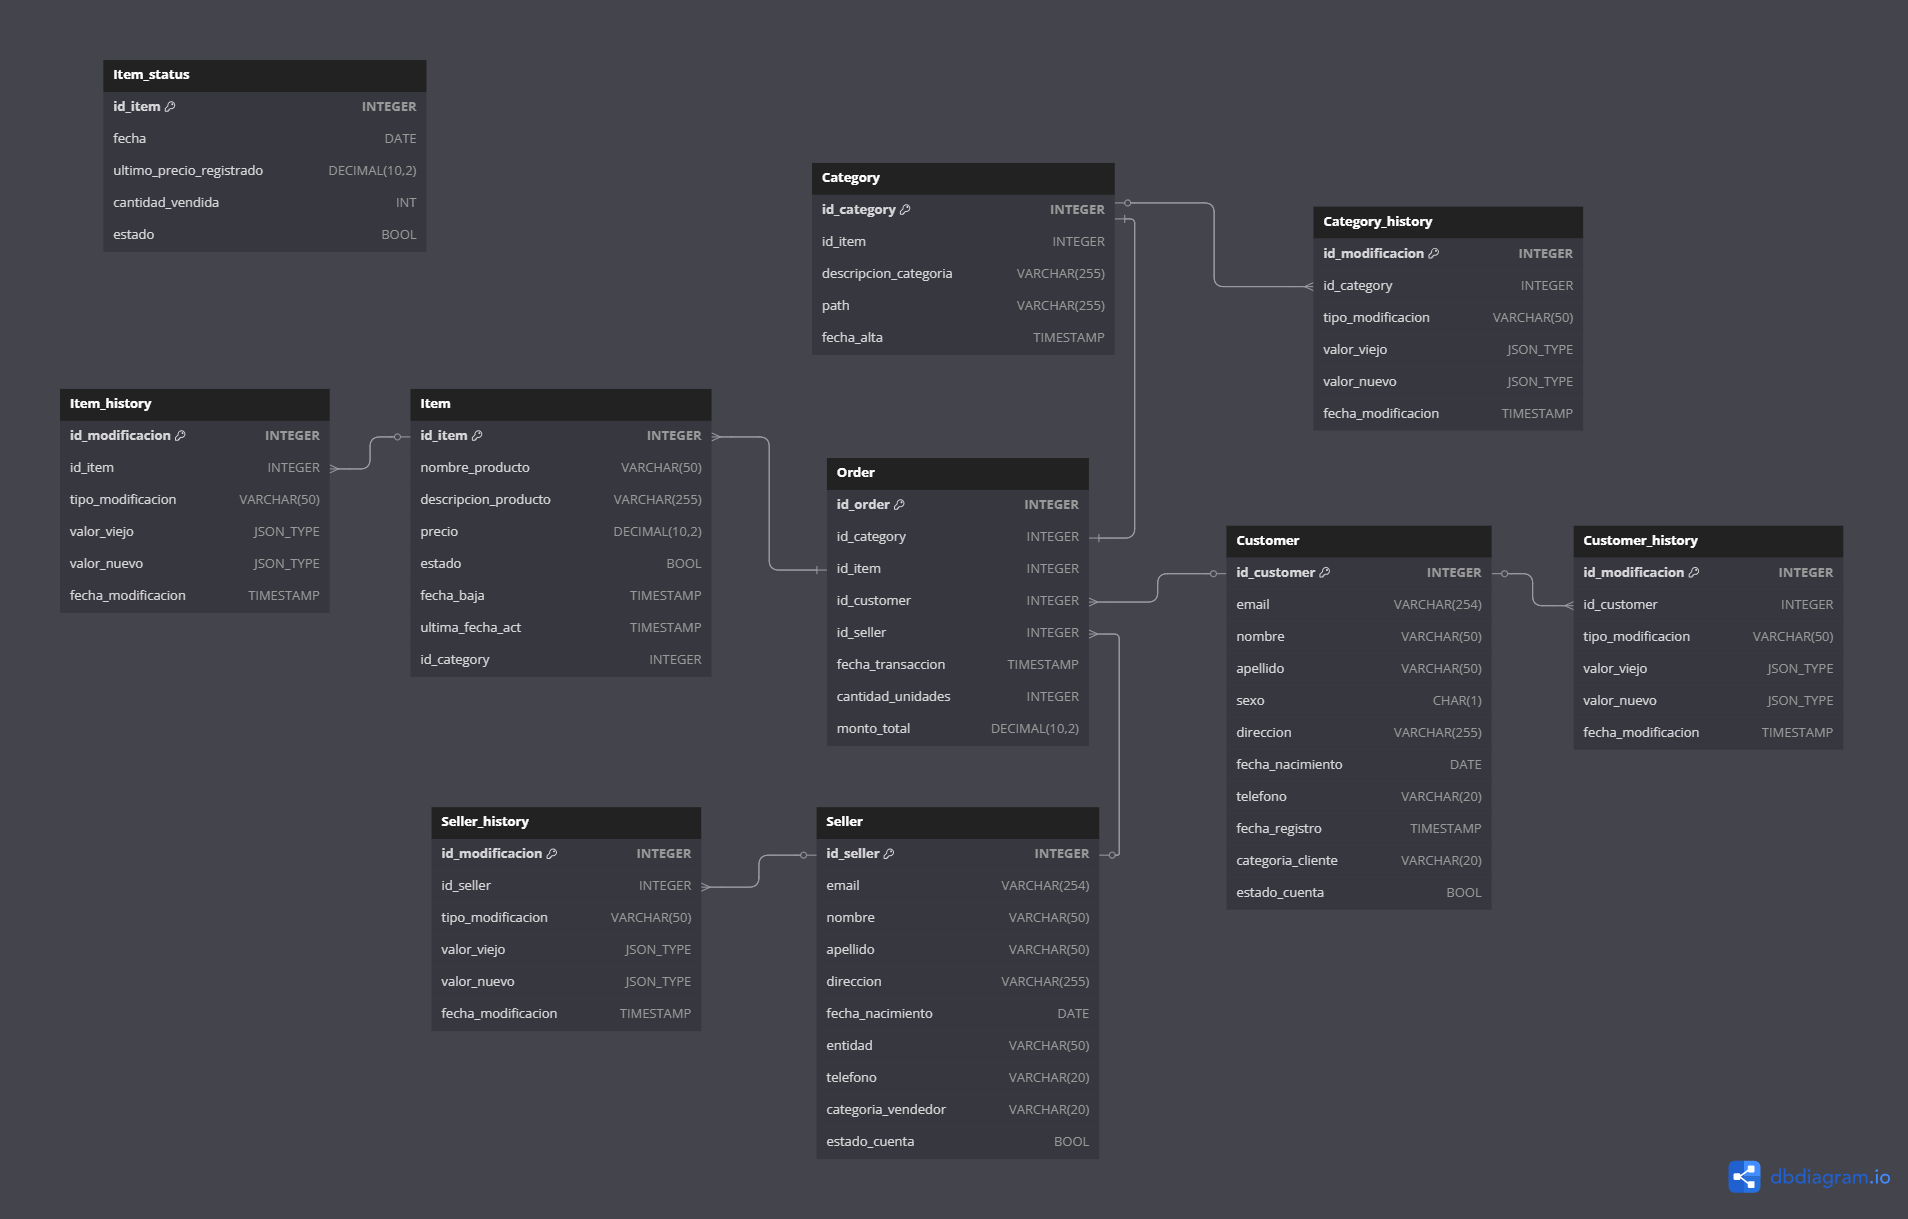 Item_status
id_item INTEGER
fecha DATE
ultimo_precio_registrado DECIMAL(10,2)
cantidad_vendida INT
estado BOOL
Category
id_category INTEGER
id_item INTEGER
descripcion_categoria VARCHAR(255)
path VARCHAR(255)
fecha_alta TIMESTAMP
Category_history
id_modificacion INTEGER
id_category INTEGER
tipo_modificacion VARCHAR(50)
valor_viejo JSON_TYPE
valor_nuevo JSON_TYPE
fecha_modificacion TIMESTAMP
Item_history
id_modificacion INTEGER
id_item INTEGER
tipo_modificacion VARCHAR(50)
valor_viejo JSON_TYPE
valor_nuevo JSON_TYPE
fecha_modificacion TIMESTAMP
Item
id_item INTEGER
nombre_producto VARCHAR(50)
descripcion_producto VARCHAR(255)
precio DECIMAL(10,2)
estado BOOL
fecha_baja TIMESTAMP
ultima_fecha_act TIMESTAMP
id_category INTEGER
Order
id_order INTEGER
id_category INTEGER
id_item INTEGER
id_customer INTEGER
id_seller INTEGER
fecha_transaccion TIMESTAMP
cantidad_unidades INTEGER
monto_total DECIMAL(10,2)
Customer
id_customer INTEGER
email VARCHAR(254)
nombre VARCHAR(50)
apellido VARCHAR(50)
sexo CHAR(1)
direccion VARCHAR(255)
fecha_nacimiento DATE
telefono VARCHAR(20)
fecha_registro TIMESTAMP
categoria_cliente VARCHAR(20)
estado_cuenta BOOL
Customer_history
id_modificacion INTEGER
id_customer INTEGER
tipo_modificacion VARCHAR(50)
valor_viejo JSON_TYPE
valor_nuevo JSON_TYPE
fecha_modificacion TIMESTAMP
Seller_history
id_modificacion INTEGER
id_seller INTEGER
tipo_modificacion VARCHAR(50)
valor_viejo JSON_TYPE
valor_nuevo JSON_TYPE
fecha_modificacion TIMESTAMP
Seller
id_seller INTEGER
email VARCHAR(254)
nombre VARCHAR(50)
apellido VARCHAR(50)
direccion VARCHAR(255)
fecha_nacimiento DATE
entidad VARCHAR(50)
telefono VARCHAR(20)
categoria_vendedor VARCHAR(20)
estado_cuenta BOOL
dbdiagram.io